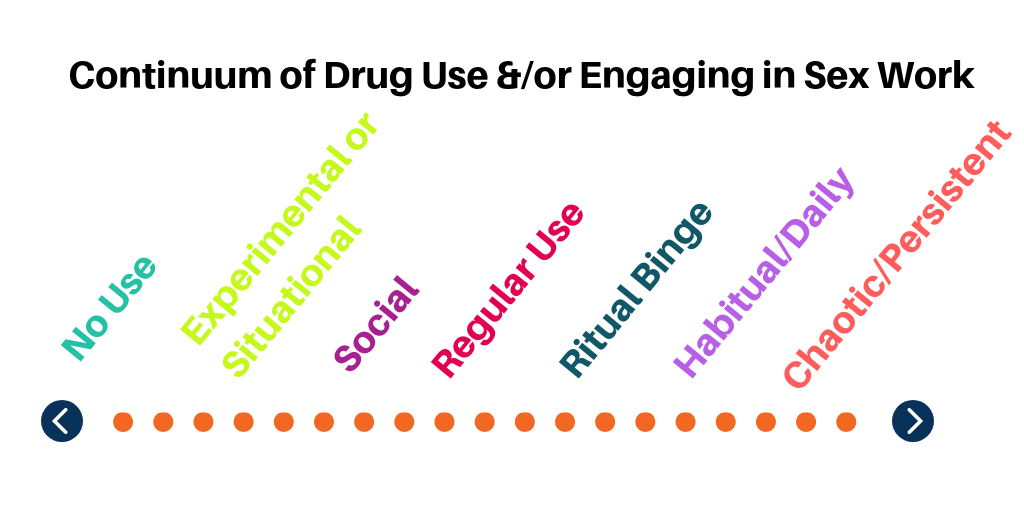 Continuum of Drug Use &/or Engaging in Sex Work
No Use
Experimental or
Situational
Social
Regular Use
Ritual Binge
Habitual/Daily
Chaotic/Persistent